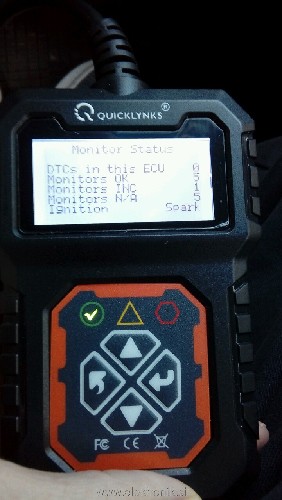 QUICKLYNKS®
Monitor Status
DTCs in this ECU 0
Monitors OK 5
Monitors INC 1
Monitors N/A 5
Ignition Spark
FC CE